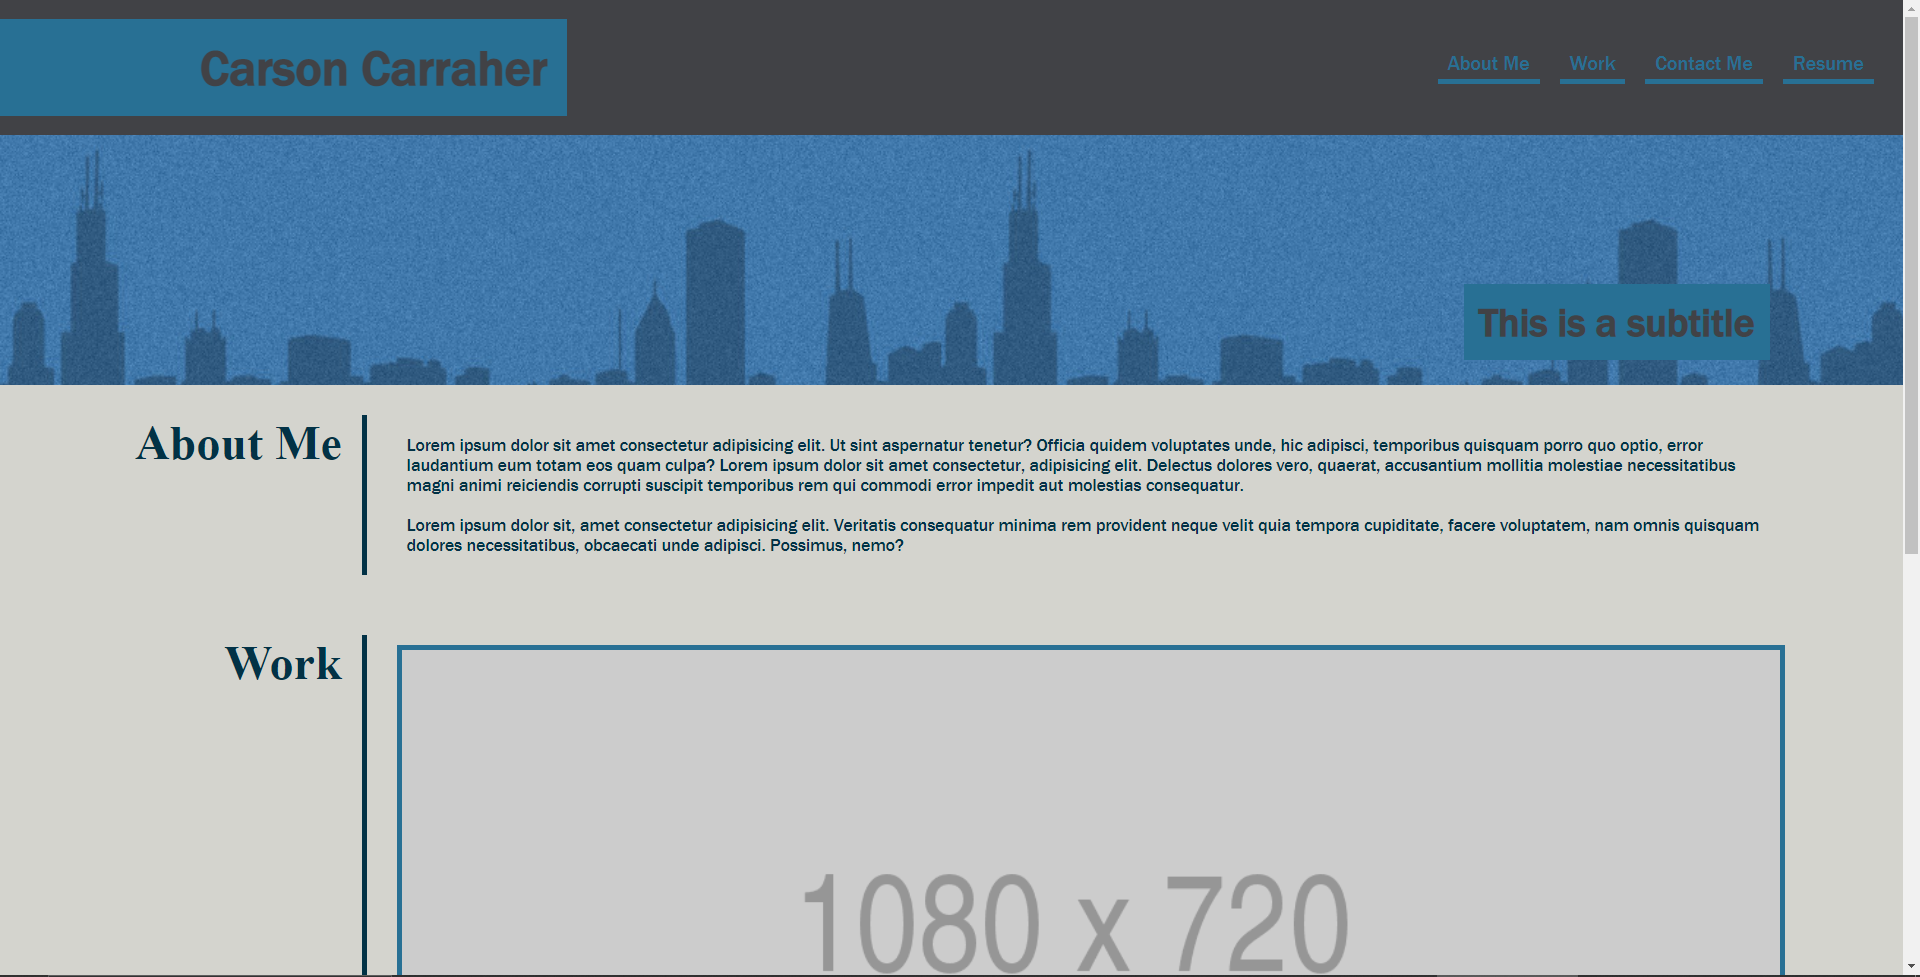 Carson Carraher
About Me Work Contact Me Resume
This is a subtitle
About Me
Lorem ipsum dolor sit amet consectetur adipisicing elit. Ut sint aspernatur tenetur? Officia quidem voluptates unde, hic adipisci, temporibus quisquam porro quo optio, error
laudantium eum totam eos quam culpa? Lorem ipsum dolor sit amet consectetur, adipisicing elit. Delectus dolores vero, quaerat, accusantium mollitia molestiae necessitatibus
magni animi reiciendis corrupti suscipit temporibus rem qui commodi error impedit aut molestias consequatur.
Lorem ipsum dolor sit, amet consectetur adipisicing elit. Veritatis consequatur minima rem provident neque velit quia tempora cupiditate, facere voluptatem, nam omnis quisquam
dolores necessitatibus, obcaecati unde adipisci. Possimus, nemo?
Work
1080 x 720